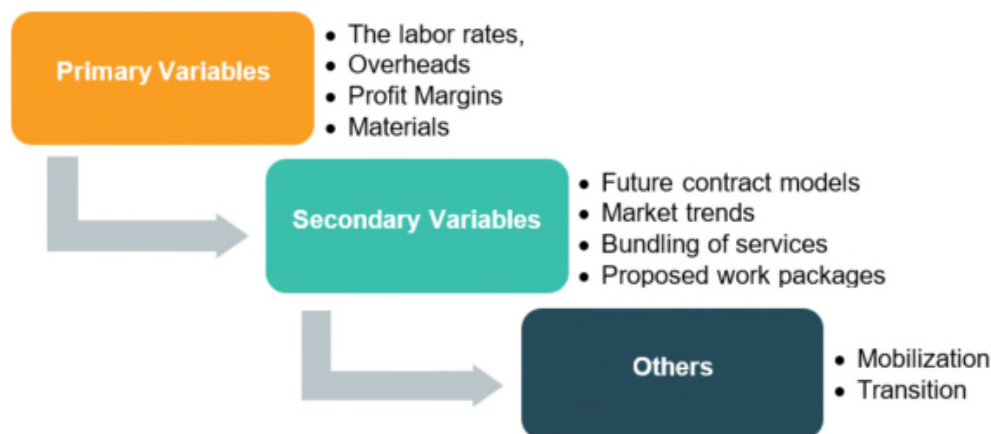 Primary Variables
• The labor rates,
• Overheads
• Profit Margins
• Materials
Secondary Variables
• Future contract models
• Market trends
• Bundling of services
• Proposed work packages
Others
• Mobilization
• Transition